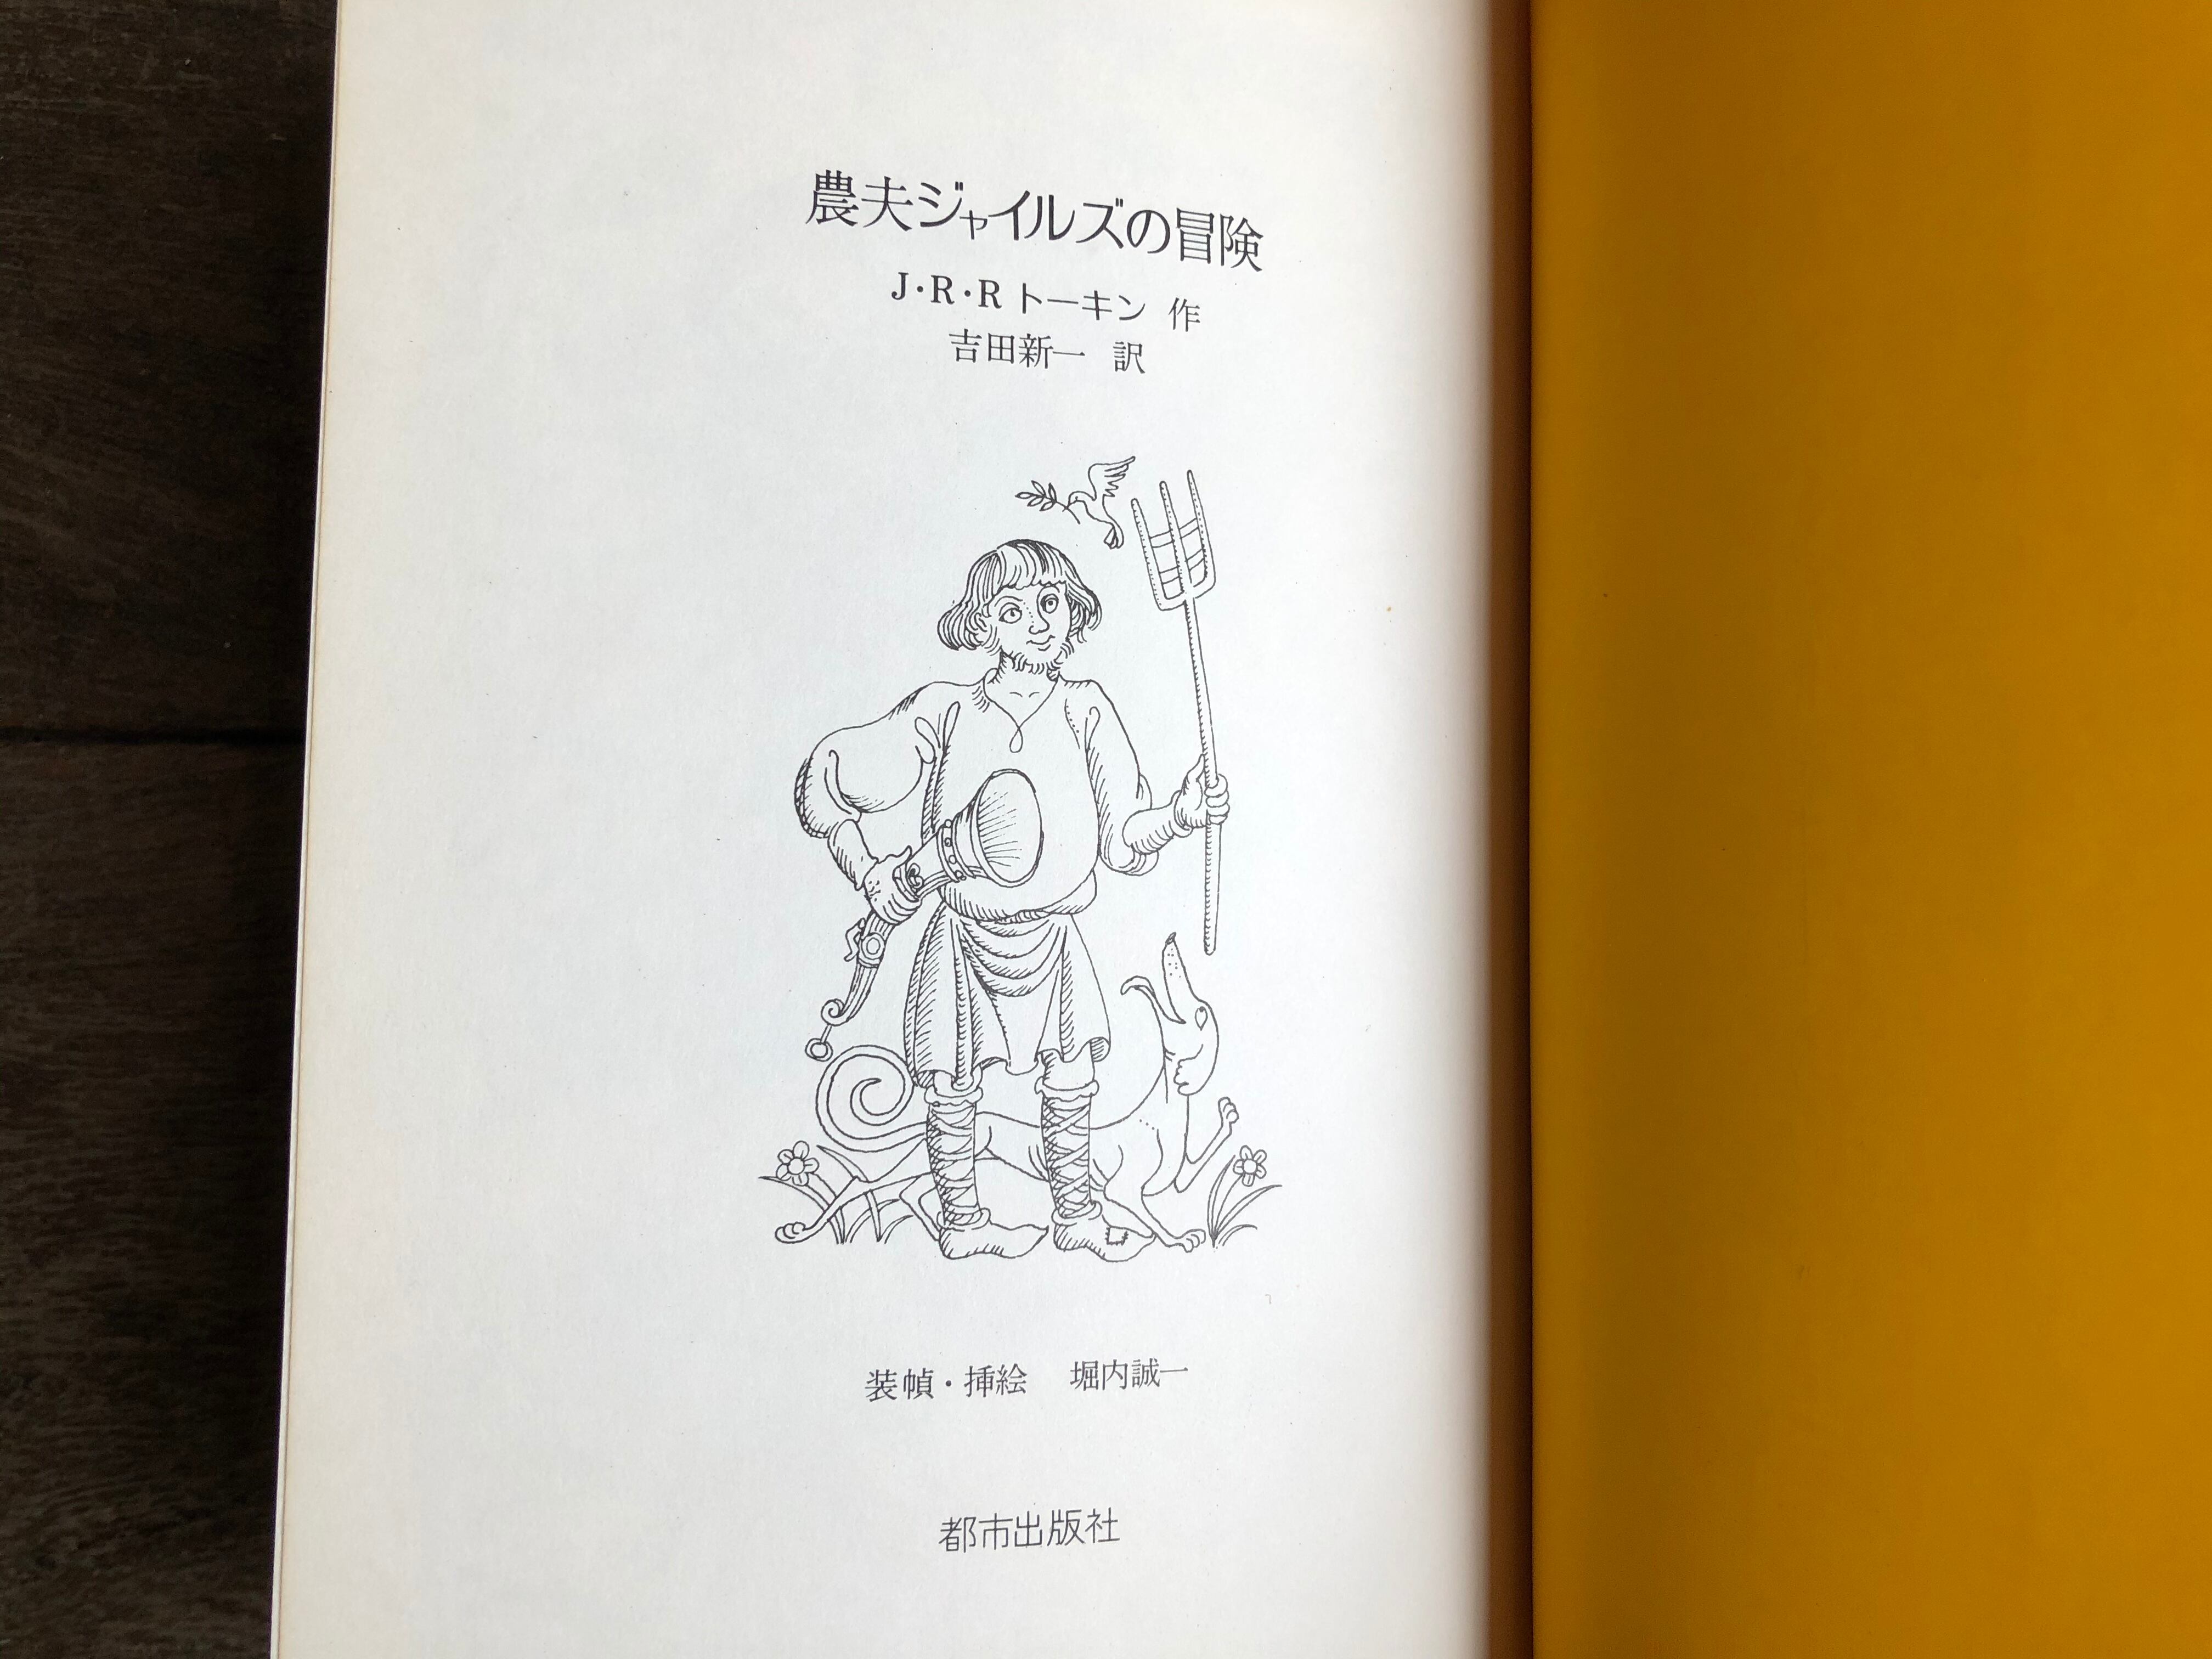 農夫ジャイルズの冒険
J・R・R トーキン 作
吉田新一 訳
装幀・挿絵 堀内誠一
都市出版社